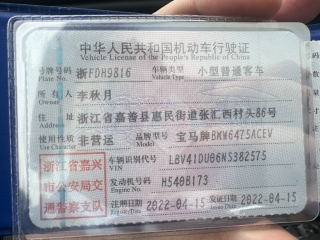 中华人民共和国机动车行驶证
Vehicle License of the People's Republic of China
号牌号码 浙FDH9816 车辆类型 小型普通客车
Plate No. Vehicle Type
所有人 李秋月
Owner
住址 浙江省嘉善县惠民街道张汇西村头86号
Address
使用性质 非营运 品牌型号 宝马牌BMW6475ACEV
Use Character Model
浙江省嘉兴市公安局交通警察支队
车辆识别代号 LBV41DU06NS382575
VIN
发动机号码 H5408173
Engine No.
注册日期 2022-04-15 发证日期 2022-04-15
Register Date Issue Date